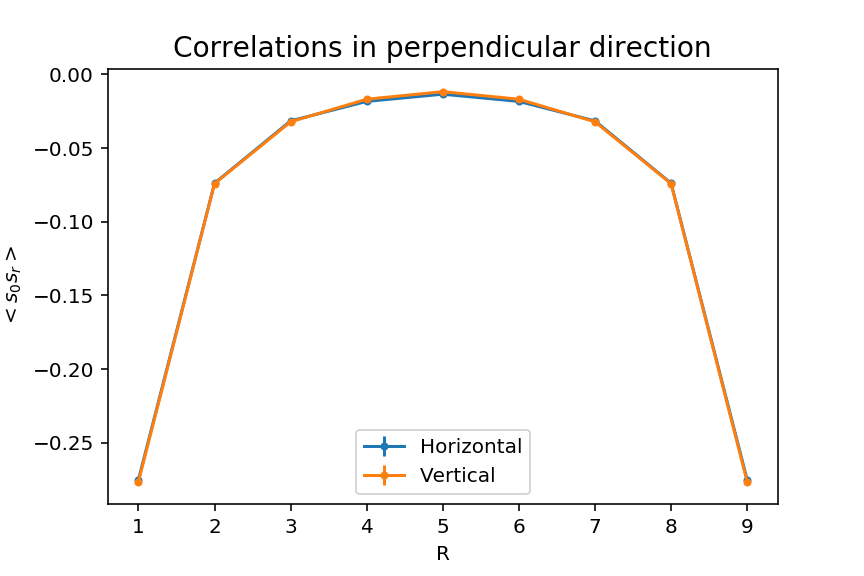 Correlations in perpendicular direction
0.00
−0.05
−0.10
−0.15
−0.20
−0.25
< s₀sᵣ >
Horizontal
Vertical
1 2 3 4 5 6 7 8 9
R